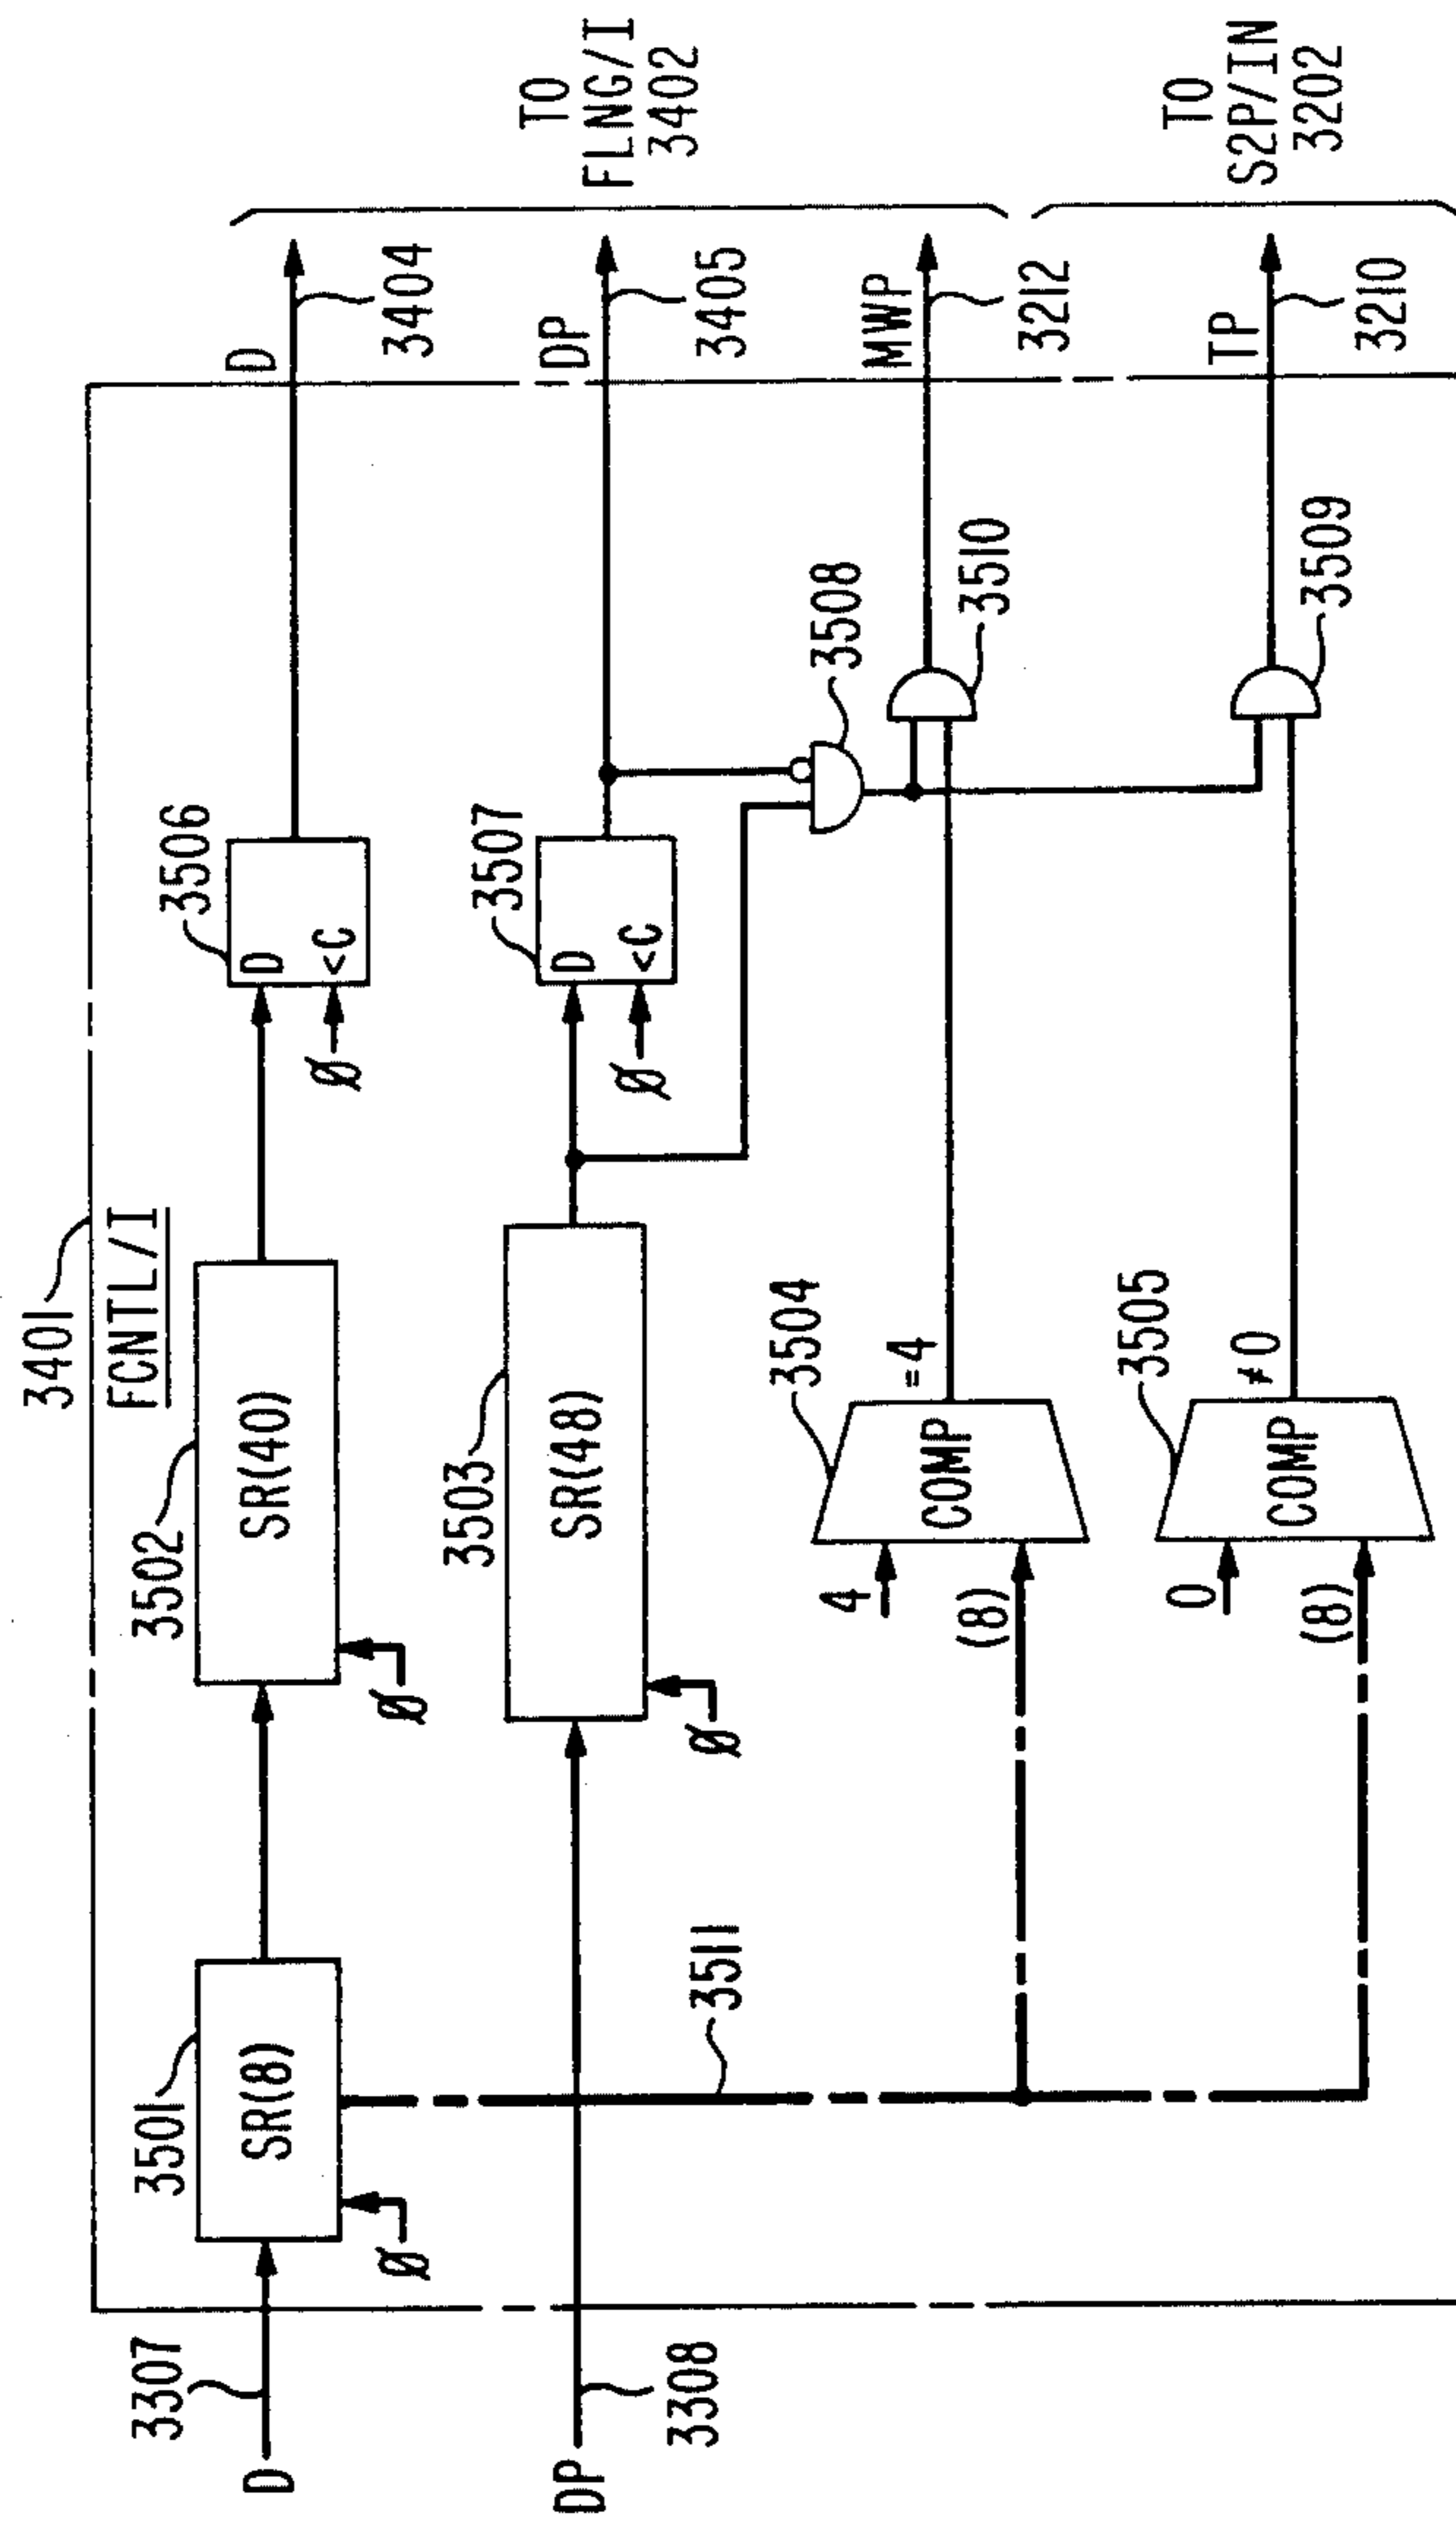 3401
FCNTL/I
D
3307
3501
SR(8)
Ø
3502
SR(40)
Ø
3506
D
<C
Ø
D
3404
DP
3308
3503
SR(48)
Ø
3507
D
<C
Ø
DP
3405
TO
FLNG/I
3402
3511
3508
4
(8)
3504
COMP
=4
3510
MWP
3212
0
(8)
3505
COMP
≠0
3509
TP
3210
TO
S2P/IN
3202